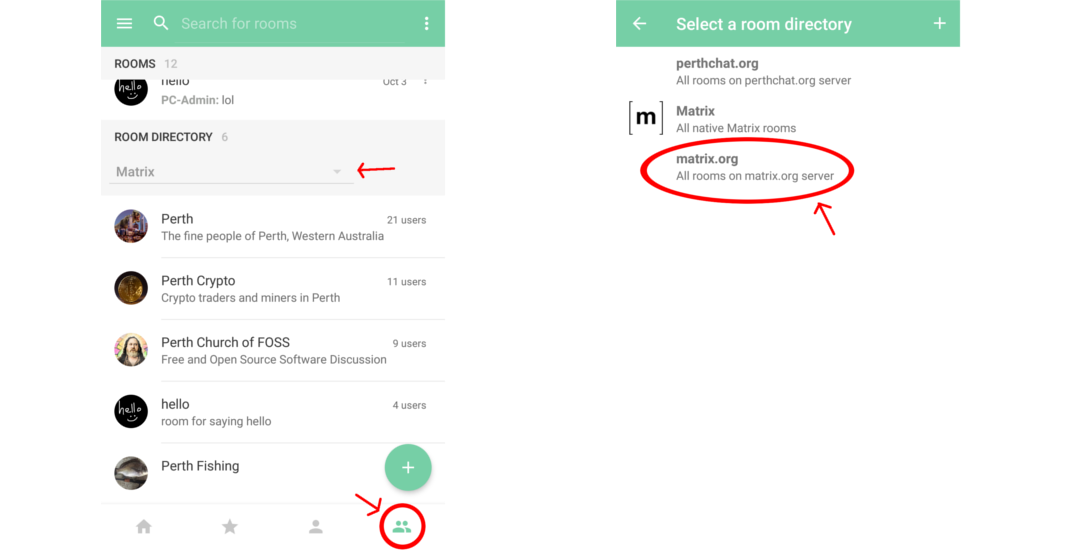 Search for rooms
ROOMS 12
hello Oct 3
hello
PC-Admin: lol
ROOM DIRECTORY 6
Matrix
Perth 21 users
The fine people of Perth, Western Australia
Perth Crypto 11 users
Crypto traders and miners in Perth
Perth Church of FOSS 9 users
Free and Open Source Software Discussion
hello
hello 4 users
room for saying hello
Perth Fishing
Select a room directory
perthchat.org
All rooms on perthchat.org server
[m]
Matrix
All native Matrix rooms
matrix.org
All rooms on matrix.org server